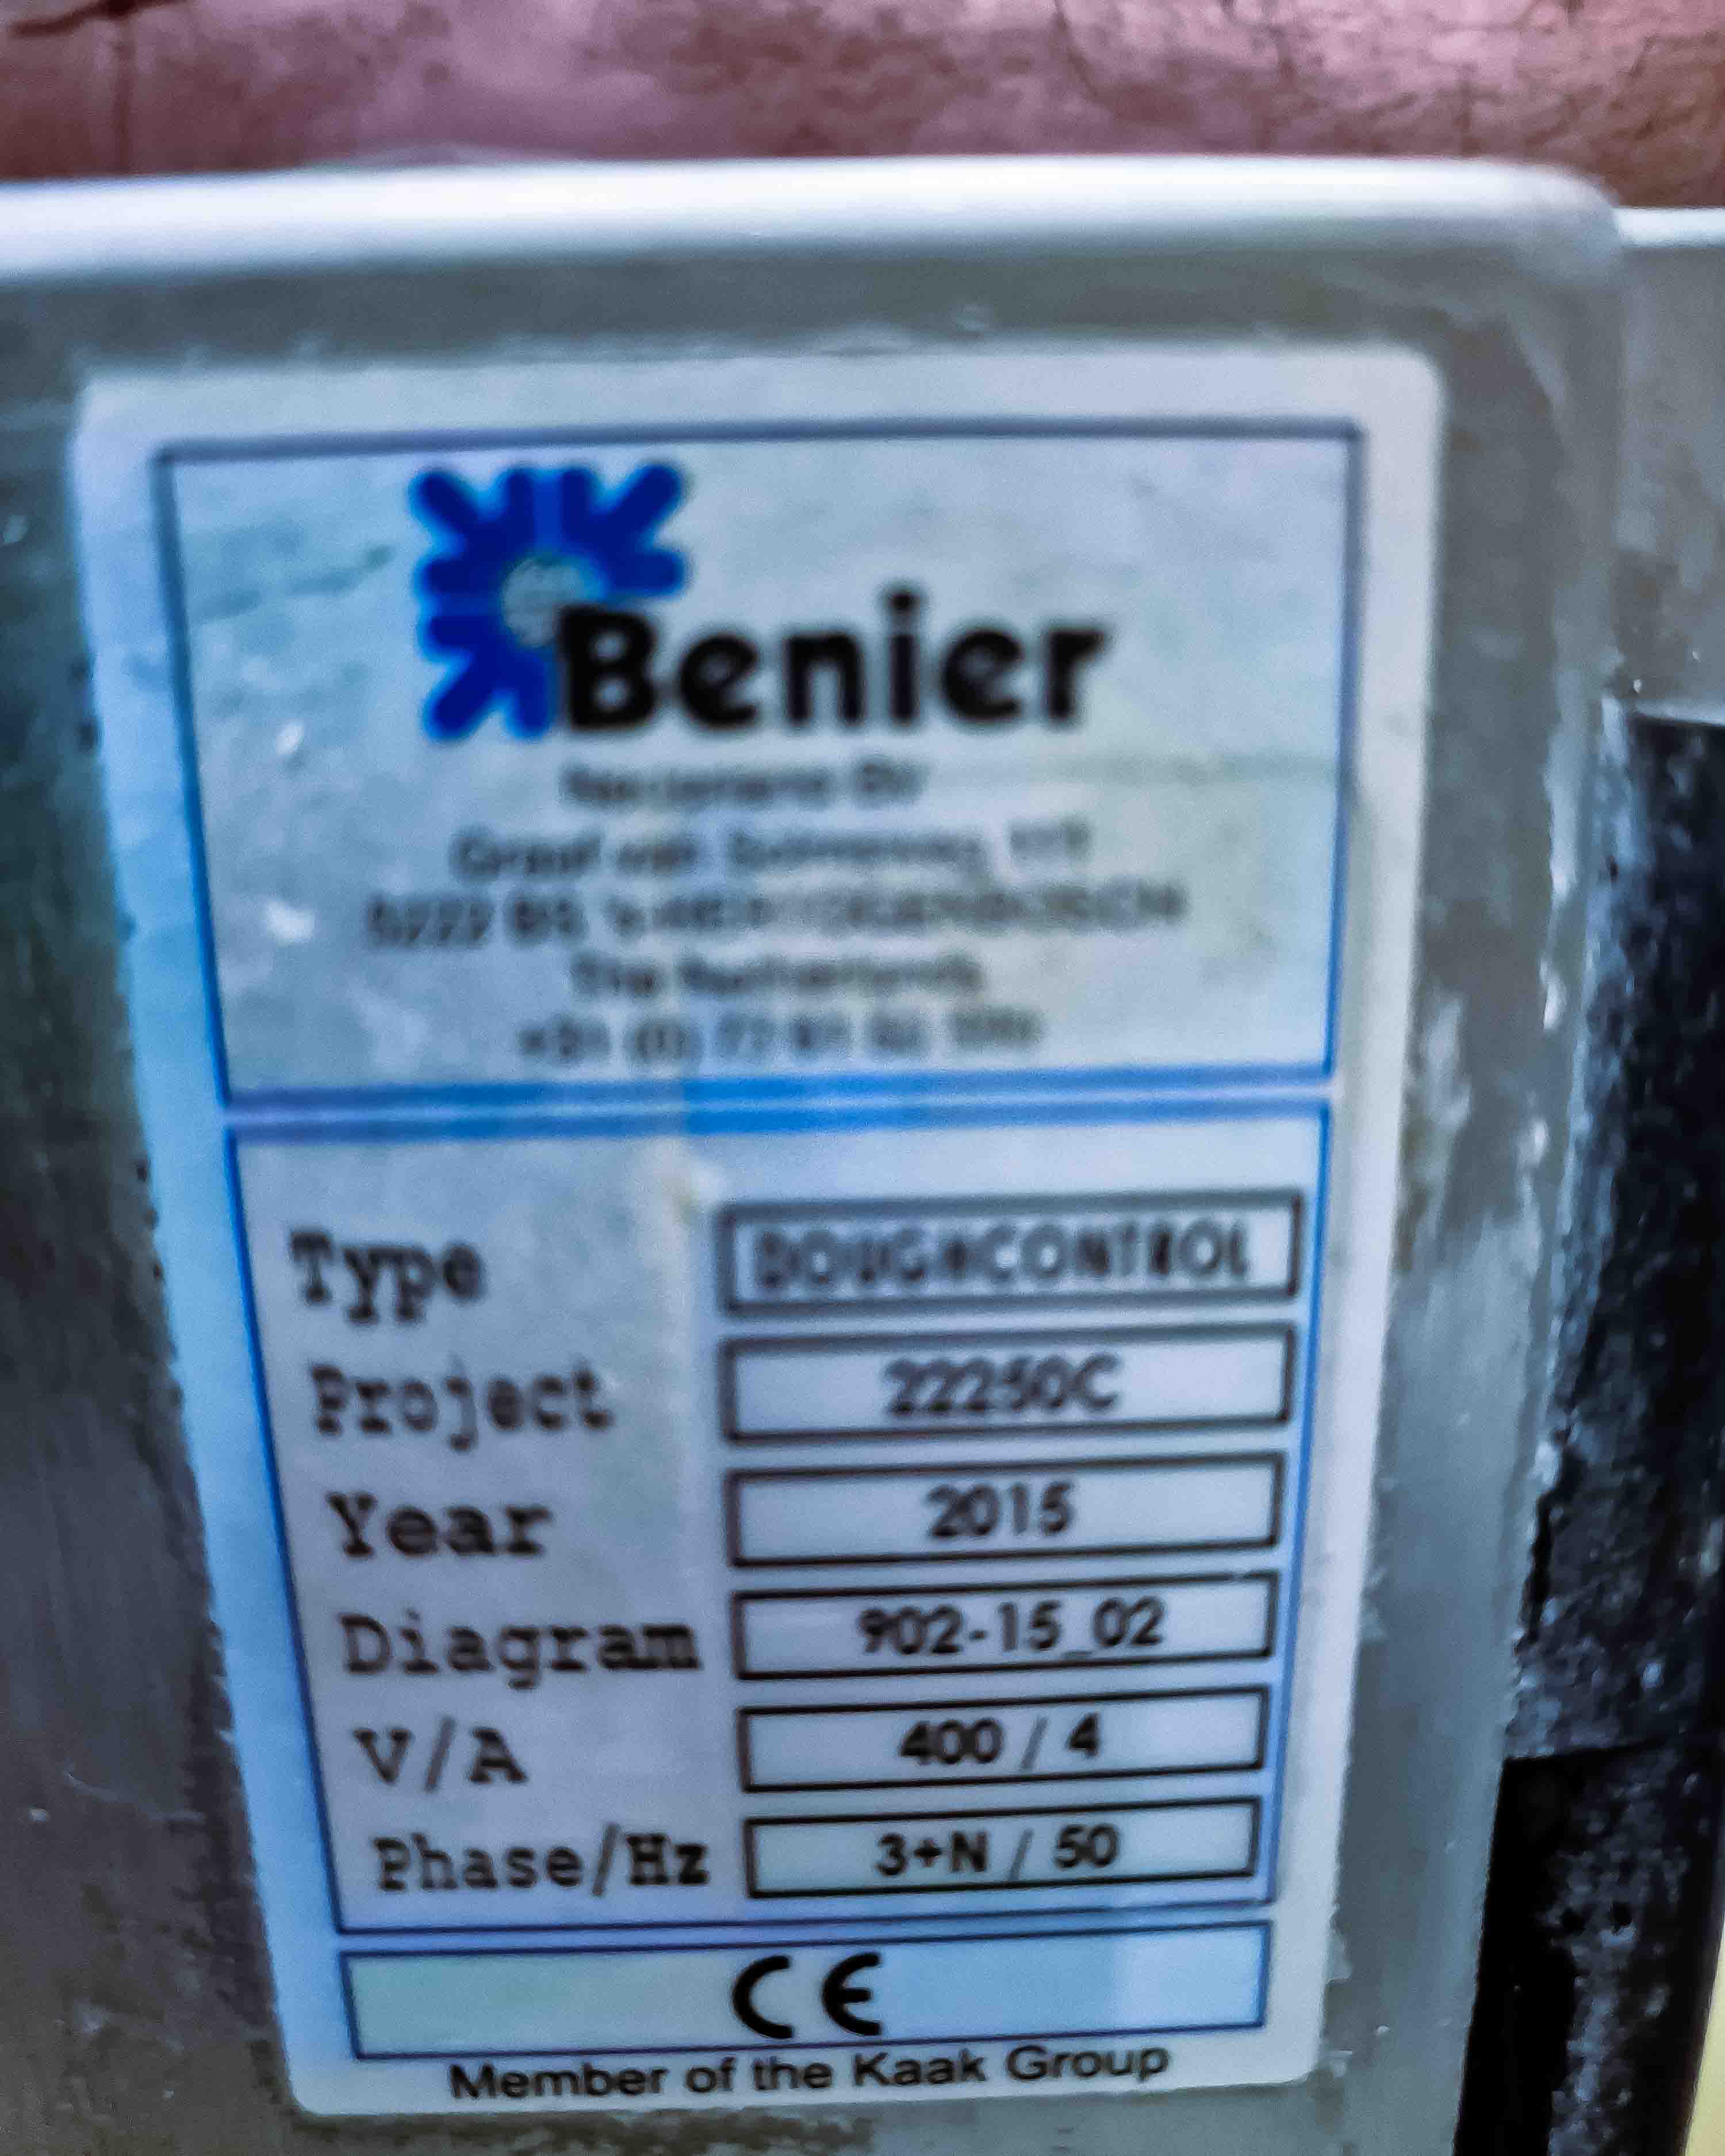 Benier
The Netherlands
Type DOUGHCONTROL
Project 22250C
Year 2015
Diagram 902-15_02
V/A 400 / 4
Phase/Hz 3+N / 50
CE
Member of the Kaak Group